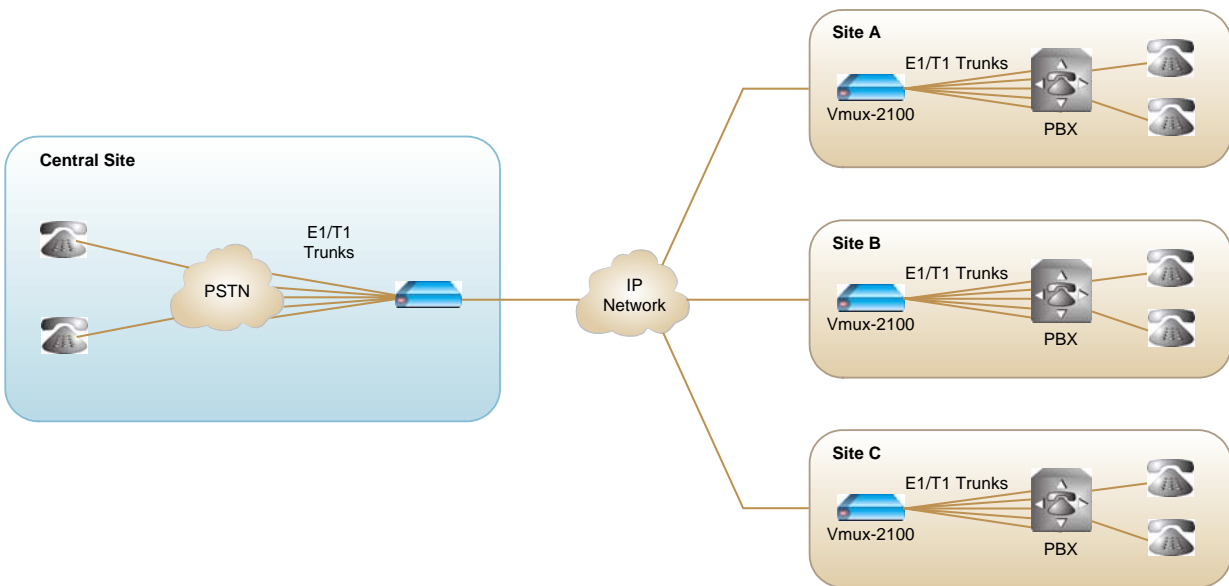 Central Site
E1/T1
Trunks
PSTN
IP
Network
Site A
E1/T1 Trunks
Vmux-2100
PBX
Site B
E1/T1 Trunks
Vmux-2100
PBX
Site C
E1/T1 Trunks
Vmux-2100
PBX